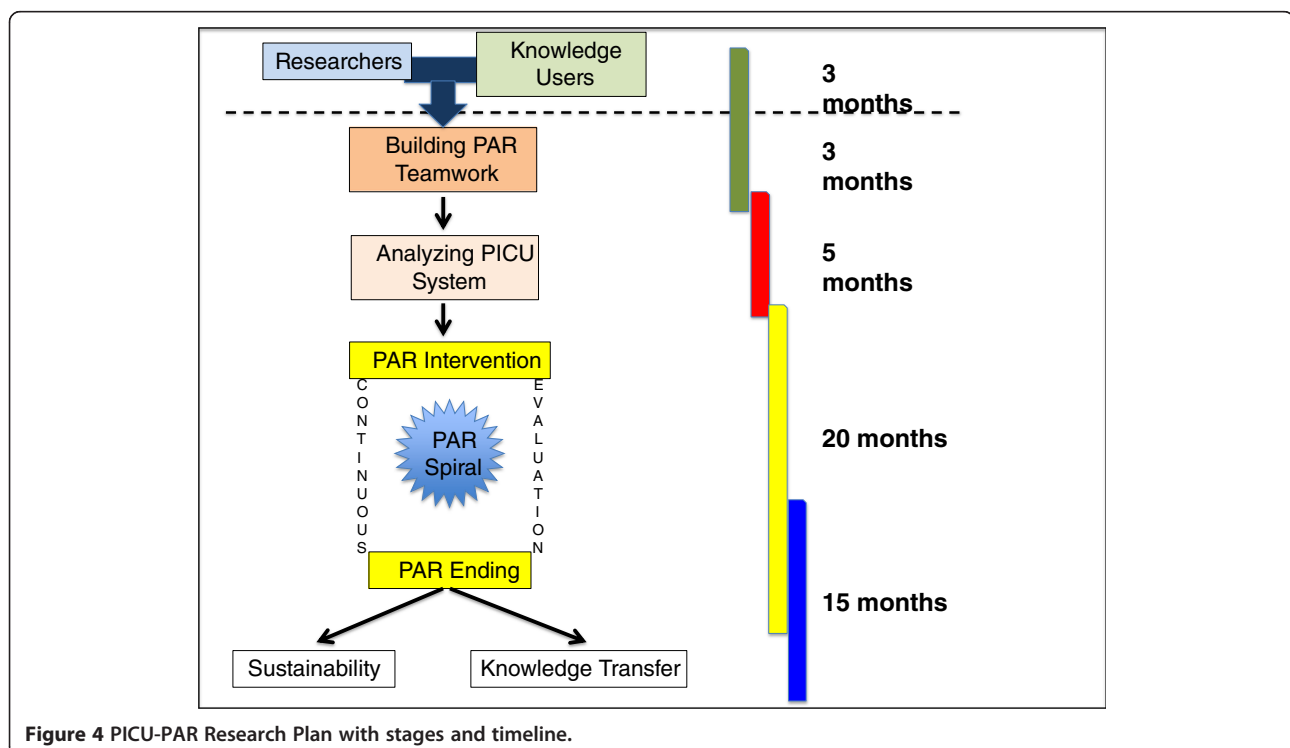 Researchers
Knowledge
Users
3
months
Building PAR
Teamwork
3
months
Analyzing PICU
System
5
months
PAR Intervention
CONTINUOUS
EVALUATION
PAR
Spiral
20 months
PAR Ending
15 months
Sustainability
Knowledge Transfer
Figure 4 PICU-PAR Research Plan with stages and timeline.